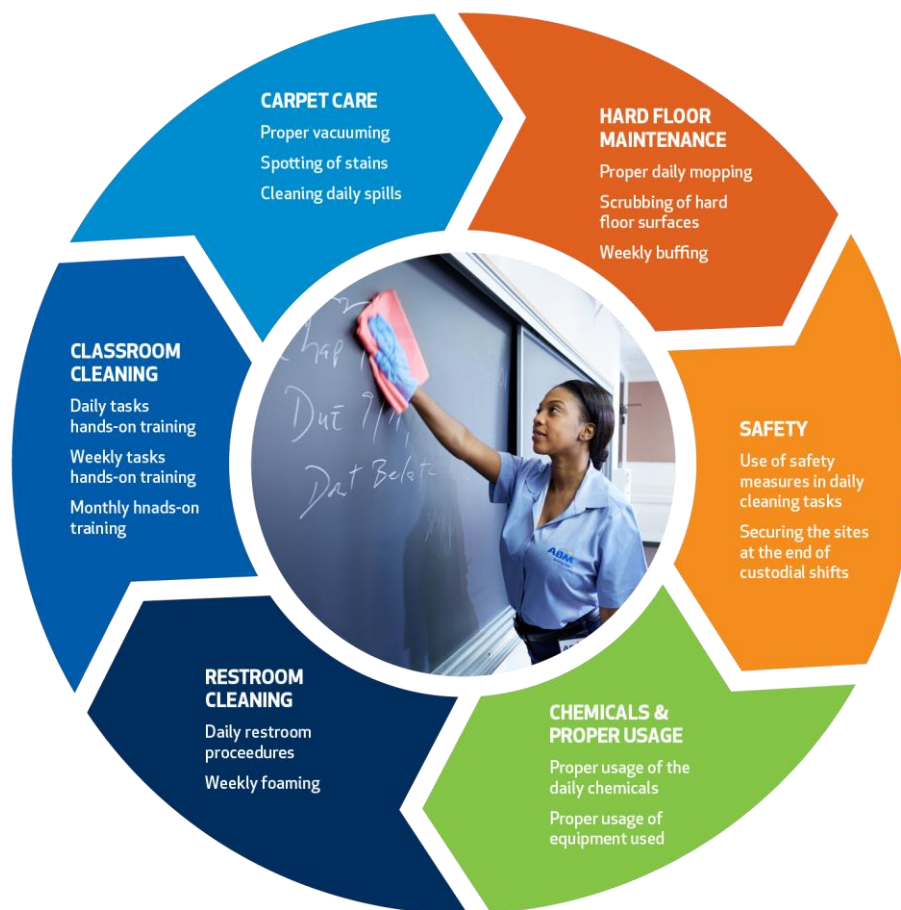 CARPET CARE
Proper vacuuming
Spotting of stains
Cleaning daily spills
HARD FLOOR
MAINTENANCE
Proper daily mopping
Scrubbing of hard
floor surfaces
Weekly buffing
SAFETY
Use of safety
measures in daily
cleaning tasks
Securing the sites
at the end of
custodial shifts
CHEMICALS &
PROPER USAGE
Proper usage of the
daily chemicals
Proper usage of
equipment used
RESTROOM
CLEANING
Daily restroom
proceedures
Weekly foaming
CLASSROOM
CLEANING
Daily tasks
hands-on training
Weekly tasks
hands-on training
Monthly hnads-on
training
Due
ABM